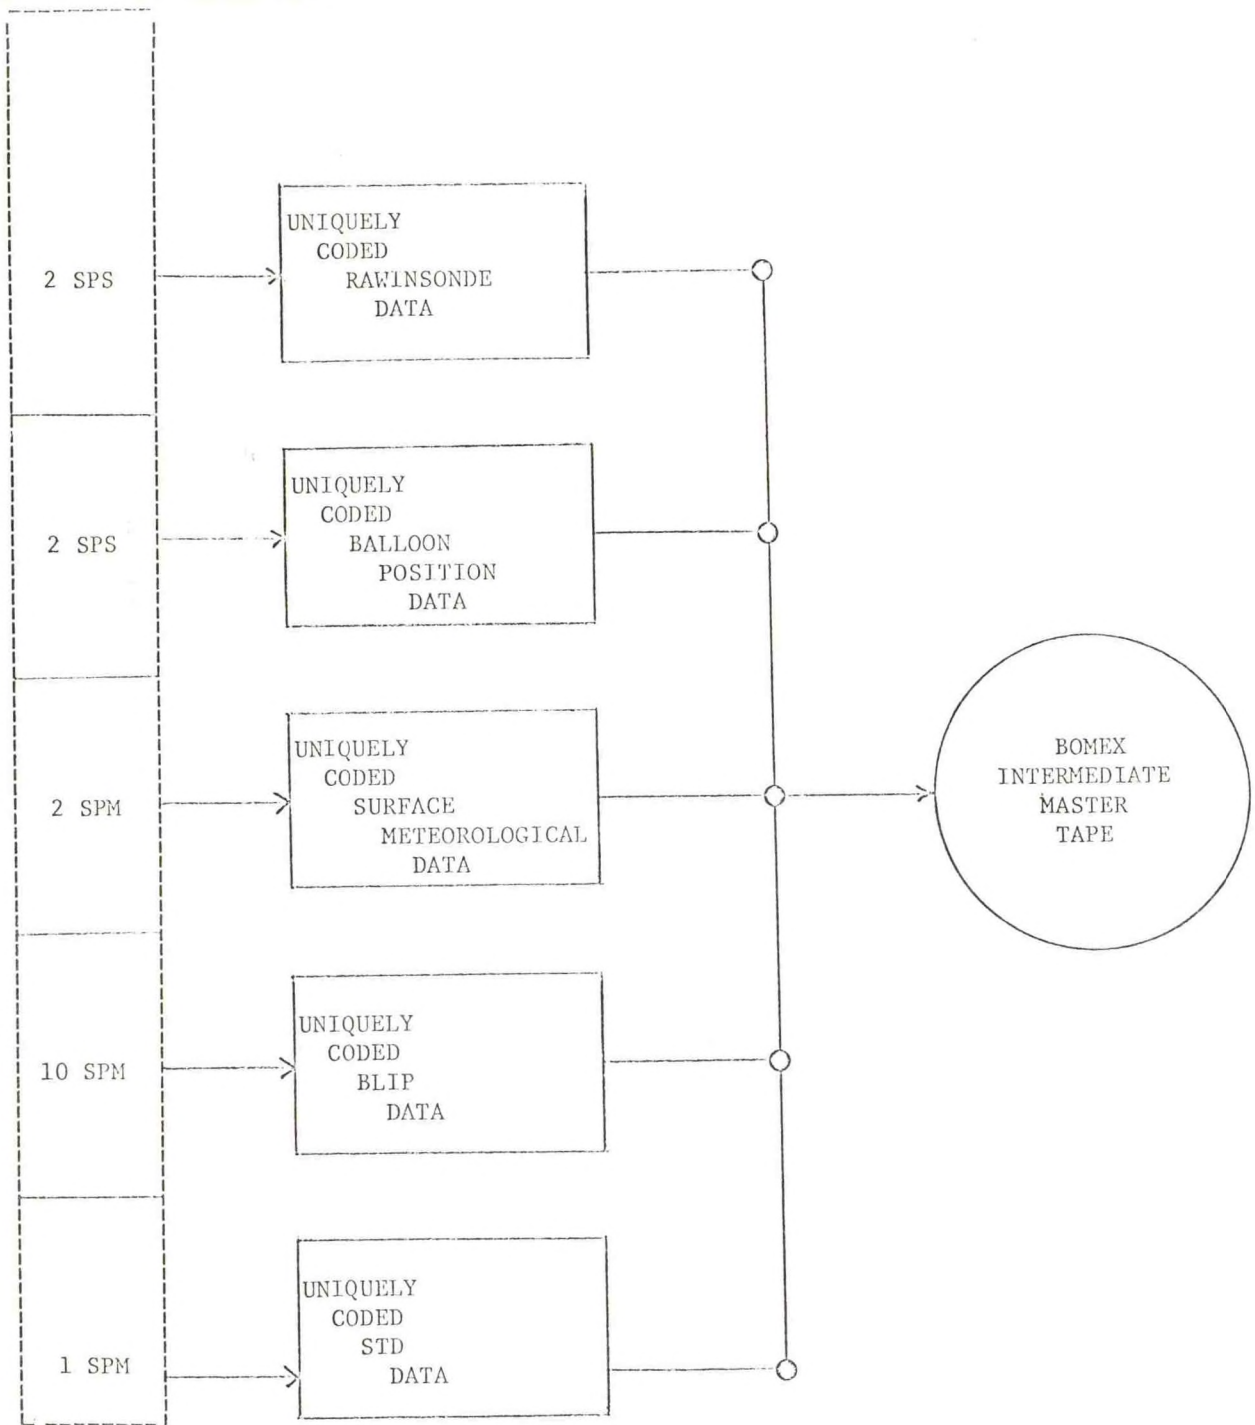 2 SPS
UNIQUELY
CODED
RAWINSONDE
DATA
2 SPS
UNIQUELY
CODED
BALLOON
POSITION
DATA
2 SPM
UNIQUELY
CODED
SURFACE
METEOROLOGICAL
DATA
BOMEX
INTERMEDIATE
MASTER
TAPE
10 SPM
UNIQUELY
CODED
BLIP
DATA
1 SPM
UNIQUELY
CODED
STD
DATA